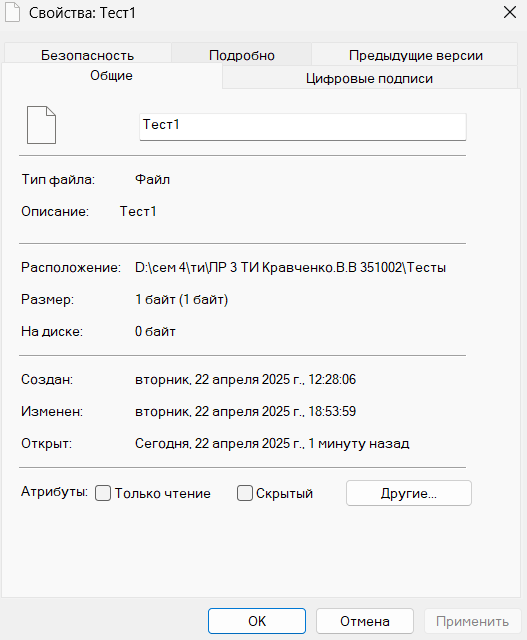 Свойства: Тест1
Безопасность Подробно Предыдущие версии
Общие Цифровые подписи
Тест1
Тип файла: Файл
Описание: Тест1
Расположение: D:\сем 4\ти\ЛР 3 ТИ Кравченко.В.В 351002\Тесты
Размер: 1 байт (1 байт)
На диске: 0 байт
Создан: вторник, 22 апреля 2025 г., 12:28:06
Изменен: вторник, 22 апреля 2025 г., 18:53:59
Открыт: Сегодня, 22 апреля 2025 г., 1 минуту назад
Атрибуты: Только чтение Скрытый Другие...
ОК Отмена Применить